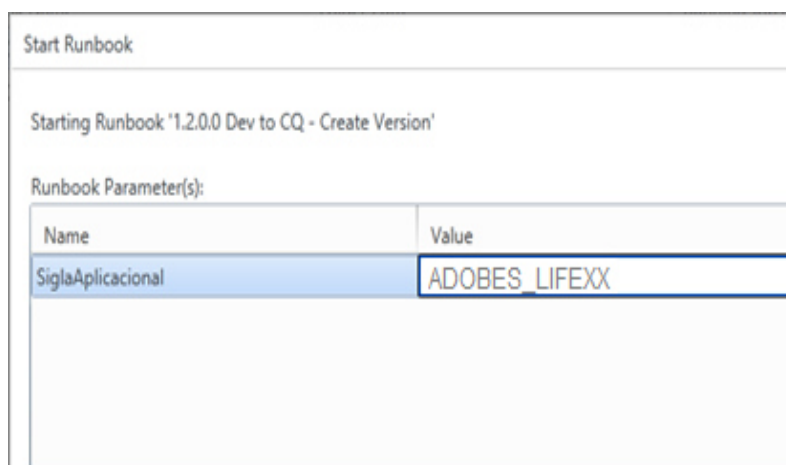 Start Runbook
Starting Runbook '1.2.0.0 Dev to CQ - Create Version'
Runbook Parameter(s):
Name Value
SiglaAplicacional ADOBES_LIFEXX